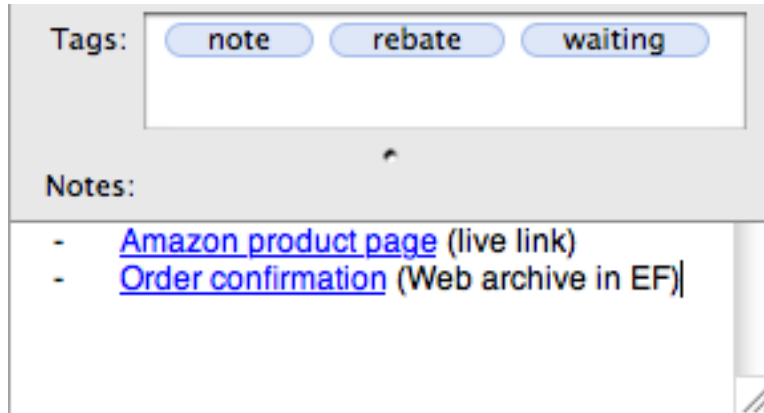 Tags: note rebate waiting
Notes:
- Amazon product page (live link)
- Order confirmation (Web archive in EF)